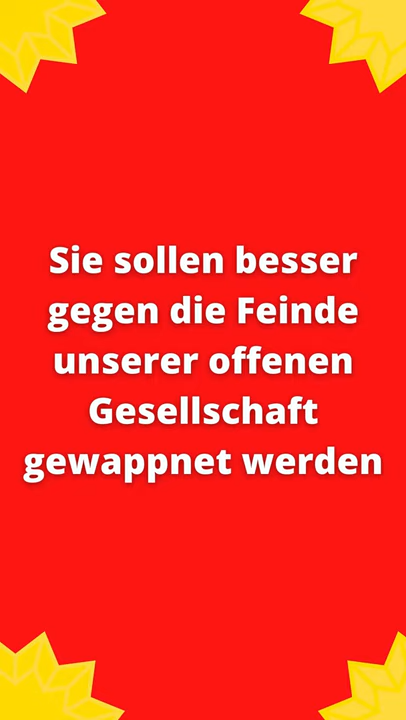 Sie sollen besser
gegen die Feinde
unserer offenen
Gesellschaft
gewappnet werden